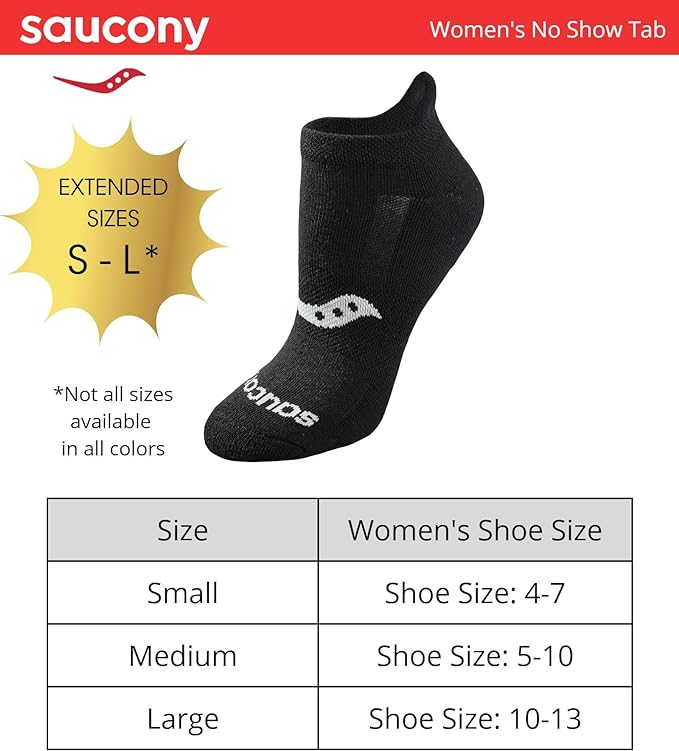 saucony
Women's No Show Tab
EXTENDED
SIZES
S - L*
*Not all sizes
available
in all colors
saucony
Size
Women's Shoe Size
Small
Shoe Size: 4-7
Medium
Shoe Size: 5-10
Large
Shoe Size: 10-13